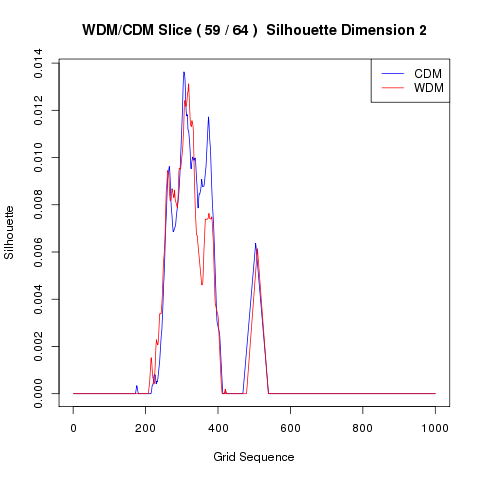 WDM/CDM Slice ( 59 / 64 )  Silhouette Dimension 2
CDM
WDM
Silhouette
0.014
0.012
0.010
0.008
0.006
0.004
0.002
0.000
0 200 400 600 800 1000
Grid Sequence